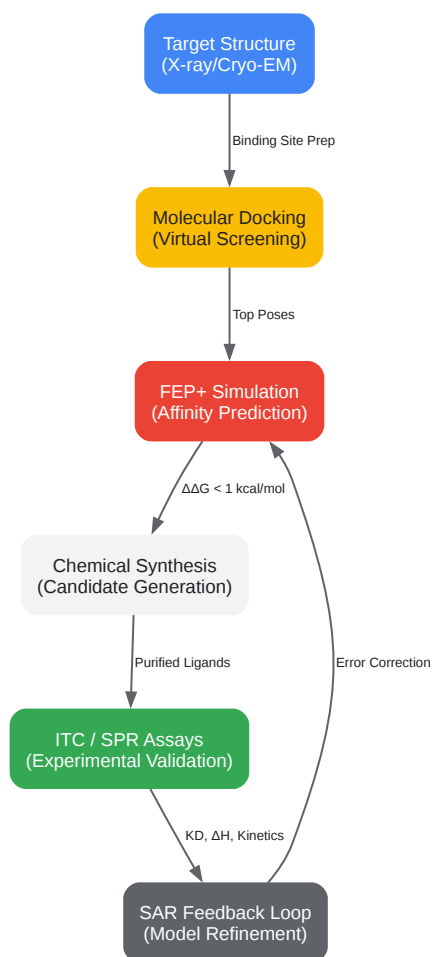 Target Structure
(X-ray/Cryo-EM)
Binding Site Prep
Molecular Docking
(Virtual Screening)
Top Poses
FEP+ Simulation
(Affinity Prediction)
ΔΔG < 1 kcal/mol
Chemical Synthesis
(Candidate Generation)
Purified Ligands
Error Correction
ITC / SPR Assays
(Experimental Validation)
KD, ΔH, Kinetics
SAR Feedback Loop
(Model Refinement)